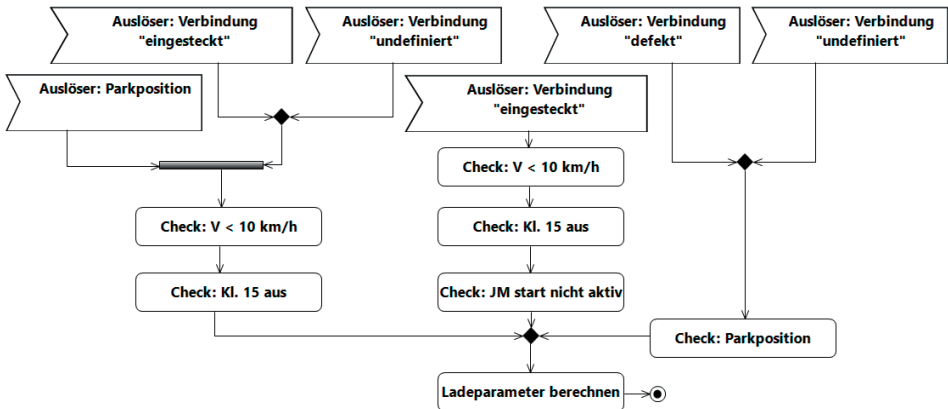 Auslöser: Verbindung
"eingesteckt"
Auslöser: Verbindung
"undefiniert"
Auslöser: Verbindung
"defekt"
Auslöser: Verbindung
"undefiniert"
Auslöser: Parkposition
Auslöser: Verbindung
"eingesteckt"
Check: V < 10 km/h
Check: V < 10 km/h
Check: Kl. 15 aus
Check: Kl. 15 aus
Check: JM start nicht aktiv
Check: Parkposition
Ladeparameter berechnen